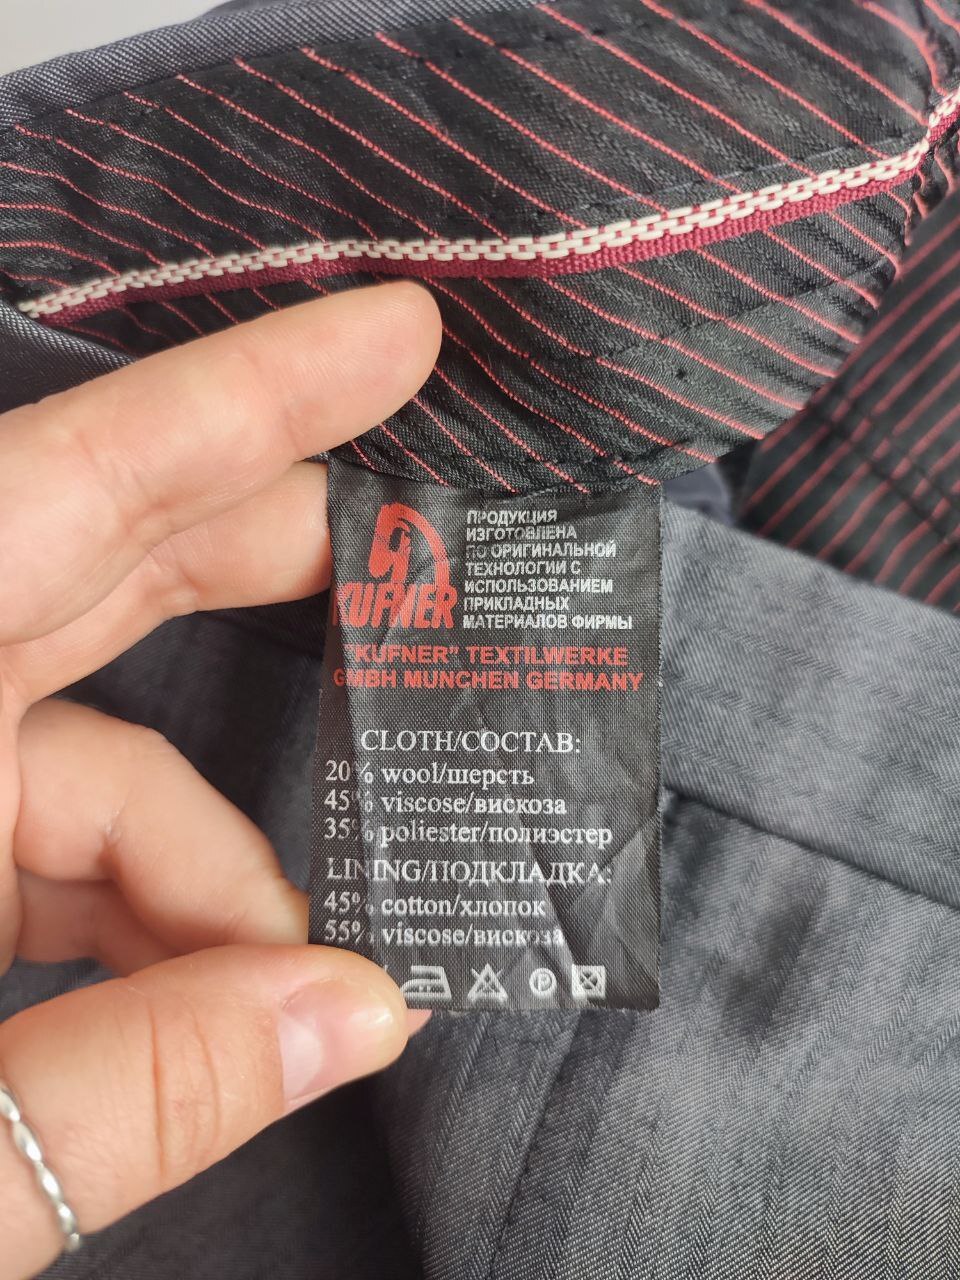 KUFNER
ПРОДУКЦИЯ
ИЗГОТОВЛЕНА
ПО ОРИГИНАЛЬНОЙ
ТЕХНОЛОГИИ С
ИСПОЛЬЗОВАНИЕМ
ПРИКЛАДНЫХ
МАТЕРИАЛОВ ФИРМЫ
"KUFNER" TEXTILWERKE
GMBH MUNCHEN GERMANY
CLOTH/СОСТАВ:
20% wool/шерсть
45% viscose/вискоза
35% poliester/полиэстер
LINING/ПОДКЛАДКА:
45% cotton/хлопок
55% viscose/вискоза
P